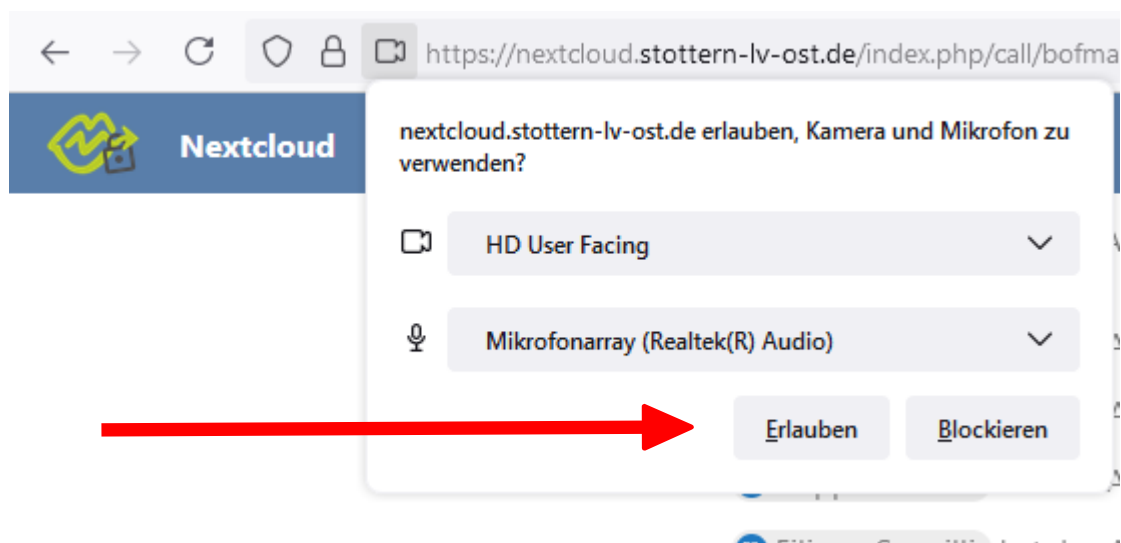 https://nextcloud.stottern-lv-ost.de/index.php/call/bofma
Nextcloud
nextcloud.stottern-lv-ost.de erlauben, Kamera und Mikrofon zu
verwenden?
HD User Facing
Mikrofonarray (Realtek(R) Audio)
Erlauben
Blockieren